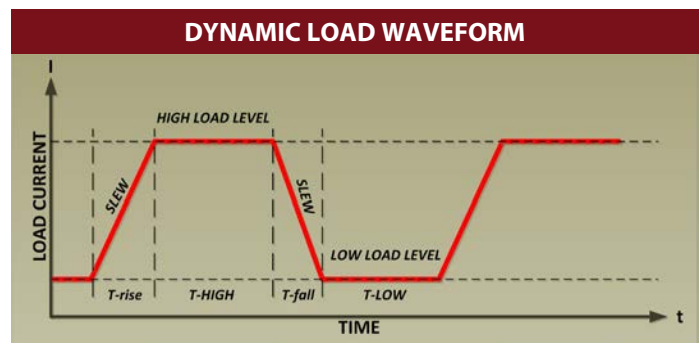 DYNAMIC LOAD WAVEFORM
I
HIGH LOAD LEVEL
LOAD CURRENT
SLEW
SLEW
LOW LOAD LEVEL
T-rise
T-HIGH
T-fall
T-LOW
t
TIME